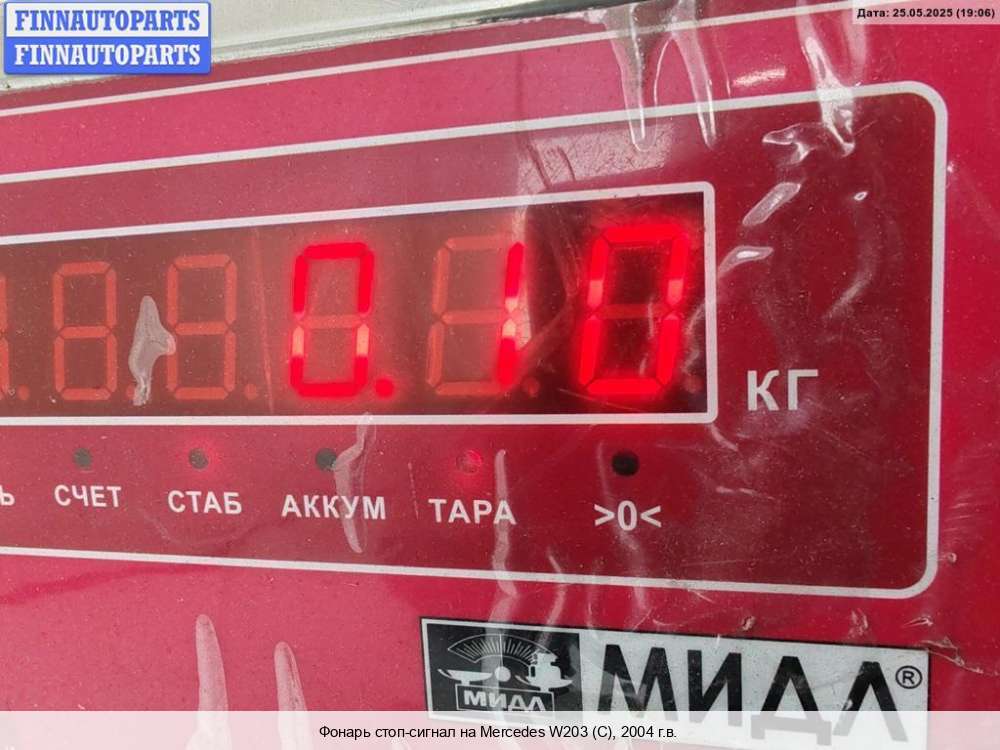 FINNAUTOPARTS
FINNAUTOPARTS
Дата: 25.05.2025 (19:06)
0.10
КГ
Ь СЧЕТ СТАБ АККУМ ТАРА >0<
МИДЛ МИДЛ®
Фонарь стоп-сигнал на Mercedes W203 (C), 2004 г.в.